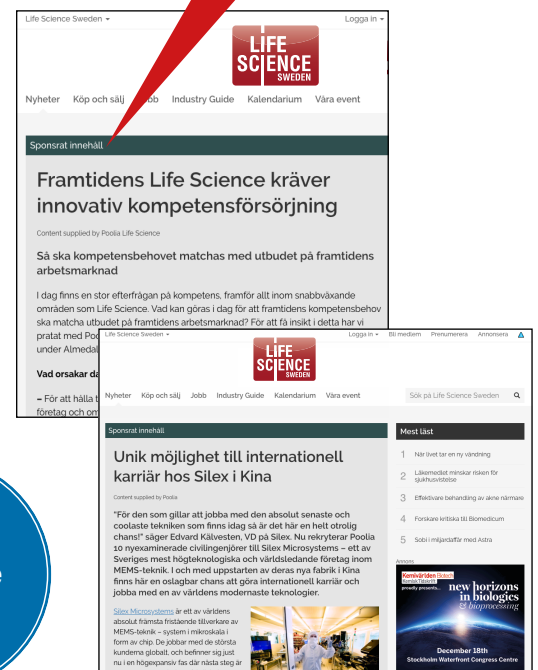 Life Science Sweden
Logga in
LIFE
SCIENCE
SWEDEN
Nyheter Köp och sälj Jobb Industry Guide Kalendarium Våra event
Sponsrat innehåll
Framtidens Life Science kräver
innovativ kompetensförsörjning
Content supplied by Poolia Life Science
Så ska kompetensbehovet matchas med utbudet på framtidens
arbetsmarknad
I dag finns en stor efterfrågan på kompetens, framför allt inom snabbväxande
områden som Life Science. Vad kan göras i dag för att framtidens kompetensbehov
ska matcha utbudet på framtidens arbetsmarknad? För att få insikt i detta har vi
pratat med
under
Vad orsakar
– För att hålla
företag och
Life Science Sweden
Logga in Bli medlem Prenumerera Annonsera
LIFE
SCIENCE
SWEDEN
Nyheter Köp och sälj Jobb Industry Guide Kalendarium Våra event
Sök på Life Science Sweden
Sponsrat innehåll
Unik möjlighet till internationell
karriär hos Silex i Kina
Content supplied by Poolia
"För den som gillar att jobba med den absolut senaste och
coolaste tekniken som finns idag så är det här en helt otrolig
chans!" säger Edvard Kälvesten, VD på Silex. Nu rekryterar Poolia
10 nyexaminerade civilingenjörer till Silex Microsystems – ett av
Sveriges mest högteknologiska och världsledande företag inom
MEMS-teknik. I och med uppstarten av deras nya fabrik i Kina
finns här en oslagbar chans att göra internationell karriär och
jobba med en av världens modernaste teknologier.
Silex Microsystems är ett av världens
absolut främsta fristående tillverkare av
MEMS-teknik – system i mikroskala i
form av chip. De jobbar med de största
kunderna globalt, och befinner sig just
nu i en högexpansiv fas där nästa steg är
Mest läst
1 När livet tar en ny vändning
2 Läkemedlet minskar risken för
sjukhusvistelse
3 Effektivare behandling av akne närmare
4 Forskare kritiska till Biomedicum
5 Sobi i miljardaffär med Astra
Annons
Kemivärlden Biotech
Kemisk Tidskrift
proudly presents...
new horizons
in biologics
& bioprocessing
December 18th
Stockholm Waterfront Congress Centre